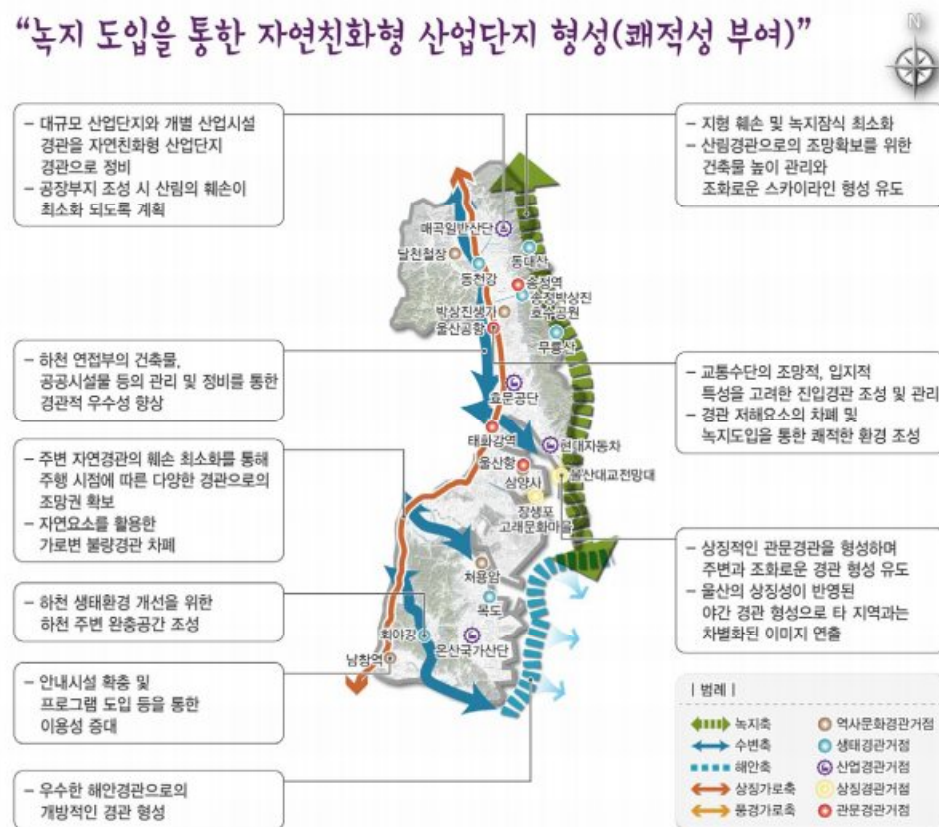 “녹지 도입을 통한 자연친화형 산업단지 형성(쾌적성 부여)”
N
– 대규모 산업단지와 개별 산업시설
경관을 자연친화형 산업단지
경관으로 정비
– 공장부지 조성 시 산림의 훼손이
최소화 되도록 계획
– 지형 훼손 및 녹지잠식 최소화
– 산림경관으로의 조망확보를 위한
건축물 높이 관리와
조화로운 스카이라인 형성 유도
매곡일반산단
달천철장
동대산
동천강
송정역
송정박상진
호수공원
박상진생가
울산공항
무룡산
– 하천 연접부의 건축물,
공공시설물 등의 관리 및 정비를 통한
경관적 우수성 향상
– 교통수단의 조망적, 입지적
특성을 고려한 진입경관 조성 및 관리
– 경관 저해요소의 차폐 및
녹지도입을 통한 쾌적한 환경 조성
효문공단
태화강역
현대자동차
울산항
울산대교전망대
삼양사
장생포
고래문화마을
– 주변 자연경관의 훼손 최소화를 통해
주행 시점에 따른 다양한 경관으로의
조망권 확보
– 자연요소를 활용한
가로변 불량경관 차폐
– 상징적인 관문경관을 형성하며
주변과 조화로운 경관 형성 유도
– 울산의 상징성이 반영된
야간 경관 형성으로 타 지역과는
차별화된 이미지 연출
처용암
목도
– 하천 생태환경 개선을 위한
하천 주변 완충공간 조성
회야강
온산국가산단
남창역
– 안내시설 확충 및
프로그램 도입 등을 통한
이용성 증대
– 우수한 해안경관으로의
개방적인 경관 형성
| 범례 |
녹지축
역사문화경관거점
수변축
생태경관거점
해안축
산업경관거점
상징가로축
상징경관거점
풍경가로축
관문경관거점